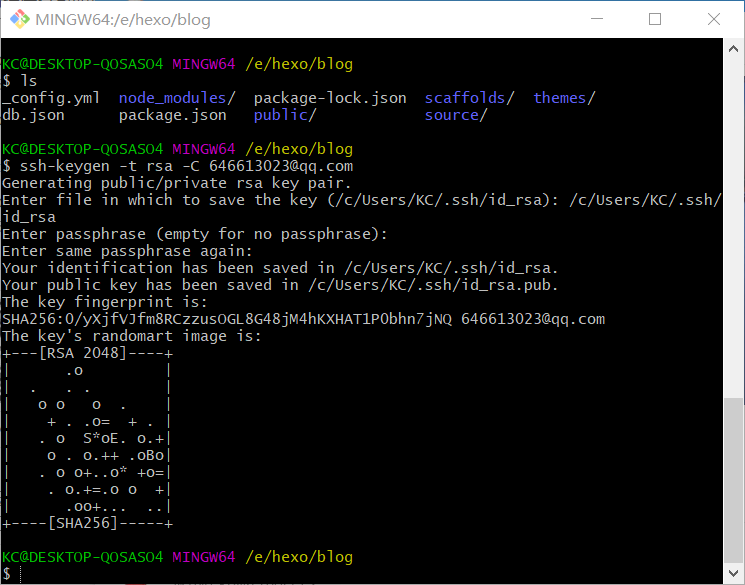 MINGW64:/e/hexo/blog
KC@DESKTOP-QOSASO4 MINGW64 /e/hexo/blog
$ ls
_config.yml  node_modules/  package-lock.json  scaffolds/  themes/
db.json      package.json   public/            source/
KC@DESKTOP-QOSASO4 MINGW64 /e/hexo/blog
$ ssh-keygen -t rsa -C 646613023@qq.com
Generating public/private rsa key pair.
Enter file in which to save the key (/c/Users/KC/.ssh/id_rsa): /c/Users/KC/.ssh/
id_rsa
Enter passphrase (empty for no passphrase):
Enter same passphrase again:
Your identification has been saved in /c/Users/KC/.ssh/id_rsa.
Your public key has been saved in /c/Users/KC/.ssh/id_rsa.pub.
The key fingerprint is:
SHA256:0/yXjfVJfm8RCzzusOGL8G48jM4hKXHAT1P0bhn7jNQ 646613023@qq.com
The key's randomart image is:
+---[RSA 2048]----+
|       .o        |
|  .   . .        |
|   o o   o  .    |
|    + . .o=  + . |
|   . o  S*oE. o.+|
|    o . o.++ .oBo|
|   . o o+..o* +o=|
|    . o.+=.o o  +|
|      .oo+...  ..|
+----[SHA256]-----+
KC@DESKTOP-QOSASO4 MINGW64 /e/hexo/blog
$